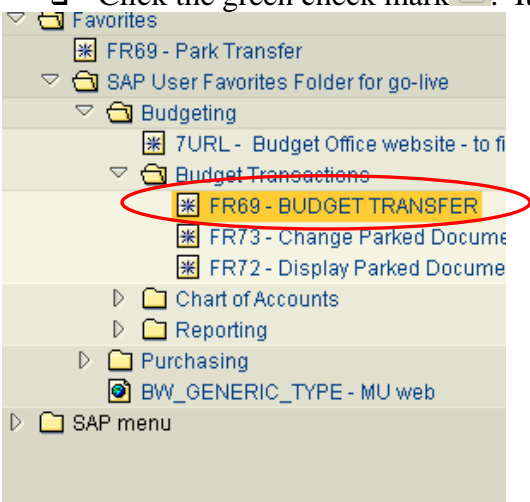 Click the green check mark
Favorites
FR69 - Park Transfer
SAP User Favorites Folder for go-live
Budgeting
7URL - Budget Office website - to fi
Budget Transactions
FR69 - BUDGET TRANSFER
FR73 - Change Parked Docume
FR72 - Display Parked Docume
Chart of Accounts
Reporting
Purchasing
BW_GENERIC_TYPE - MU web
SAP menu